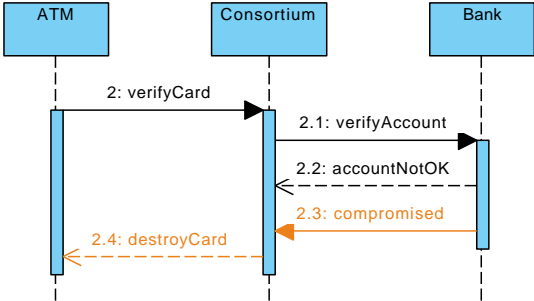 ATM
Consortium
Bank
2: verifyCard
2.1: verifyAccount
2.2: accountNotOK
2.3: compromised
2.4: destroyCard